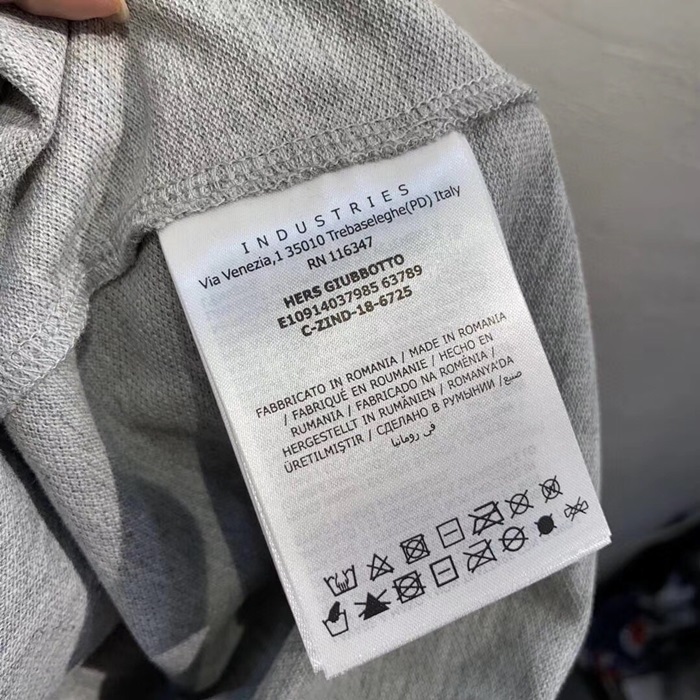 INDUSTRIES
Via Venezia,1 35010 Trebaseleghe(PD) Italy
RN 116347
HERS GIUBBOTTO
E10914037985 63789
C-ZIND-18-6725
FABBRICATO IN ROMANIA / MADE IN ROMANIA
/ FABRIQUÉ EN ROUMANIE / HECHO EN
RUMANIA / FABRICADO NA ROMÊNIA /
HERGESTELLT IN RUMÄNIEN / ROMANYA'DA
ÜRETILMIŞTIR / СДЕЛАНО В РУМЫНИИ / صنع
في رومانيا